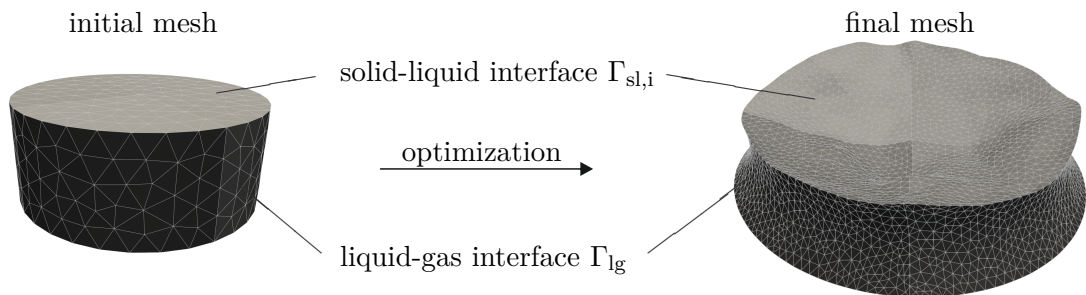 initial mesh
final mesh
solid-liquid interface Γsl,i
optimization
liquid-gas interface Γlg